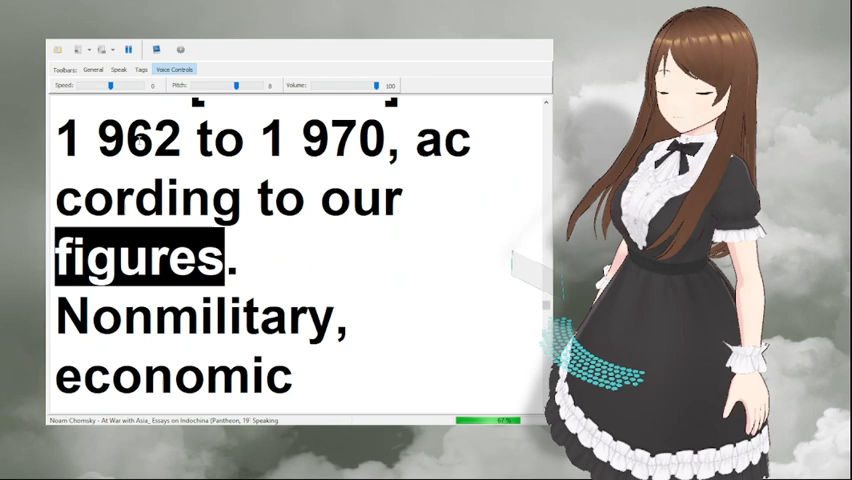 Toolbars: General Speak Tags Voice Controls
Speed: 0 Pitch: 8 Volume: 100
1 962 to 1 970, ac
cording to our
figures.
Nonmilitary,
economic
Noam Chomsky - At War with Asia_ Essays on Indochina (Pantheon, 19 Speaking 67 %